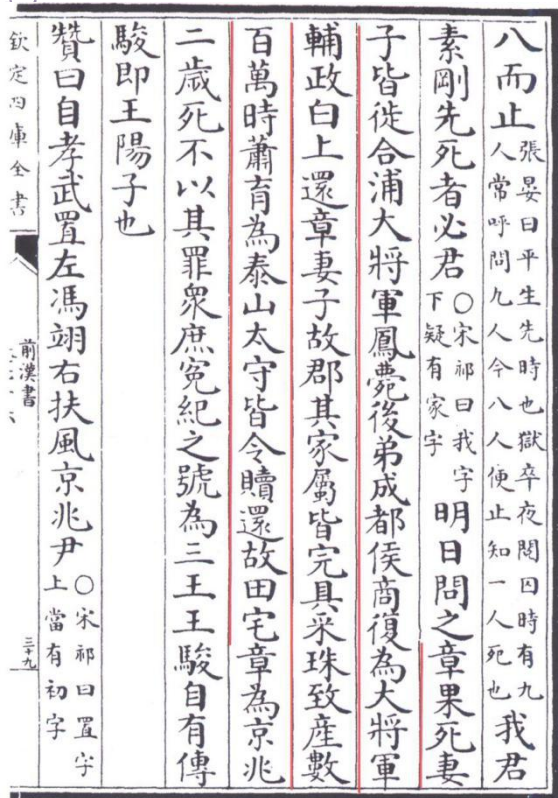 八而止張晏曰平生先時也獄卒夜閱囚時有九人常呼問九人今八人便止知一人死也我君
素剛先死者必君○宋祁曰我字下疑有家字明日問之章果死妻
子皆徙合浦大將軍鳳薨後弟成都侯商復為大將軍
輔政白上還章妻子故郡其家屬皆完具采珠致産數
百萬時蕭育為泰山太守皆令贖還故田宅章為京兆
二歲死不以其罪衆庶寃紀之號為三王王駿自有傳
駿即王陽子也
贊曰自孝武置左馮翊右扶風京兆尹○宋祁曰置字上當有初字
欽定四庫全書
前漢書
三十九